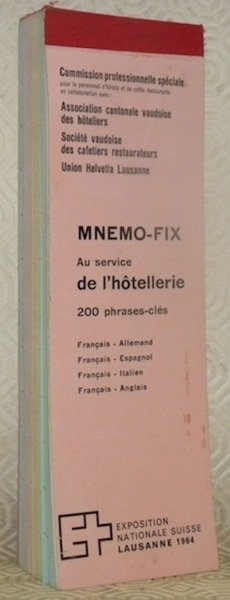 Commission professionnelle spéciale
pour le personnel d'hôtels et de cafés restaurants
en collaboration avec:
Association cantonale vaudoise
des hôteliers
Société vaudoise
des cafetiers restaurateurs
Union Helvetia Lausanne
MNEMO-FIX
Au service
de l'hôtellerie
200 phrases-clés
Français - Allemand
Français - Espagnol
Français - Italien
Français - Anglais
EXPOSITION
NATIONALE SUISSE
LAUSANNE 1964